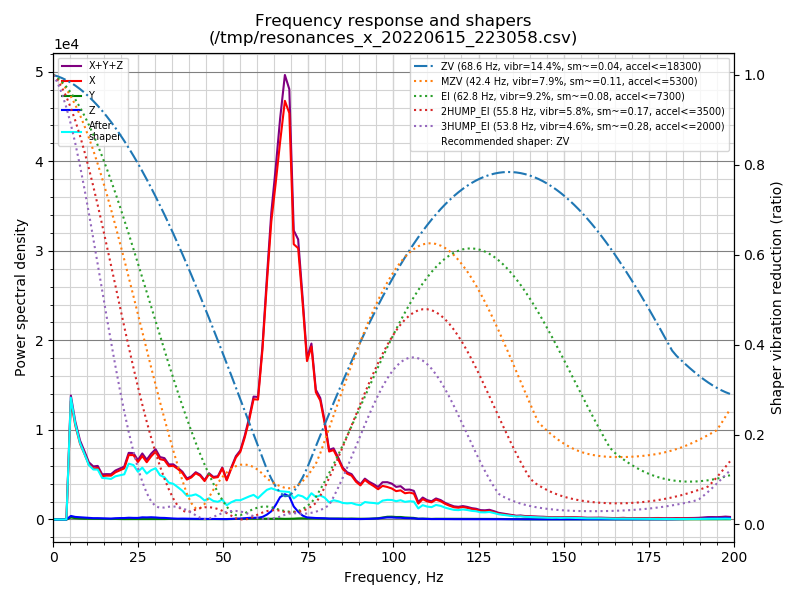 Frequency response and shapers
(/tmp/resonances_x_20220615_223058.csv)
1e4
X+Y+Z
X
Y
Z
After
shaper
ZV (68.6 Hz, vibr=14.4%, sm~=0.04, accel<=18300)
MZV (42.4 Hz, vibr=7.9%, sm~=0.11, accel<=5300)
EI (62.8 Hz, vibr=9.2%, sm~=0.08, accel<=7300)
2HUMP_EI (55.8 Hz, vibr=5.8%, sm~=0.17, accel<=3500)
3HUMP_EI (53.8 Hz, vibr=4.6%, sm~=0.28, accel<=2000)
Recommended shaper: ZV
Power spectral density
5
4
3
2
1
0
1.0
0.8
0.6
0.4
0.2
0.0
Shaper vibration reduction (ratio)
0 25 50 75 100 125 150 175 200
Frequency, Hz